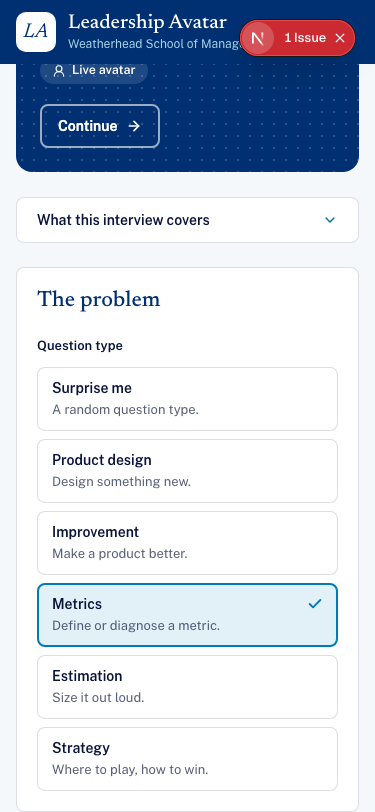 LA
Leadership Avatar
Weatherhead School of Manag
N
1 Issue
Live avatar
Continue
What this interview covers
The problem
Question type
Surprise me
A random question type.
Product design
Design something new.
Improvement
Make a product better.
Metrics
Define or diagnose a metric.
Estimation
Size it out loud.
Strategy
Where to play, how to win.